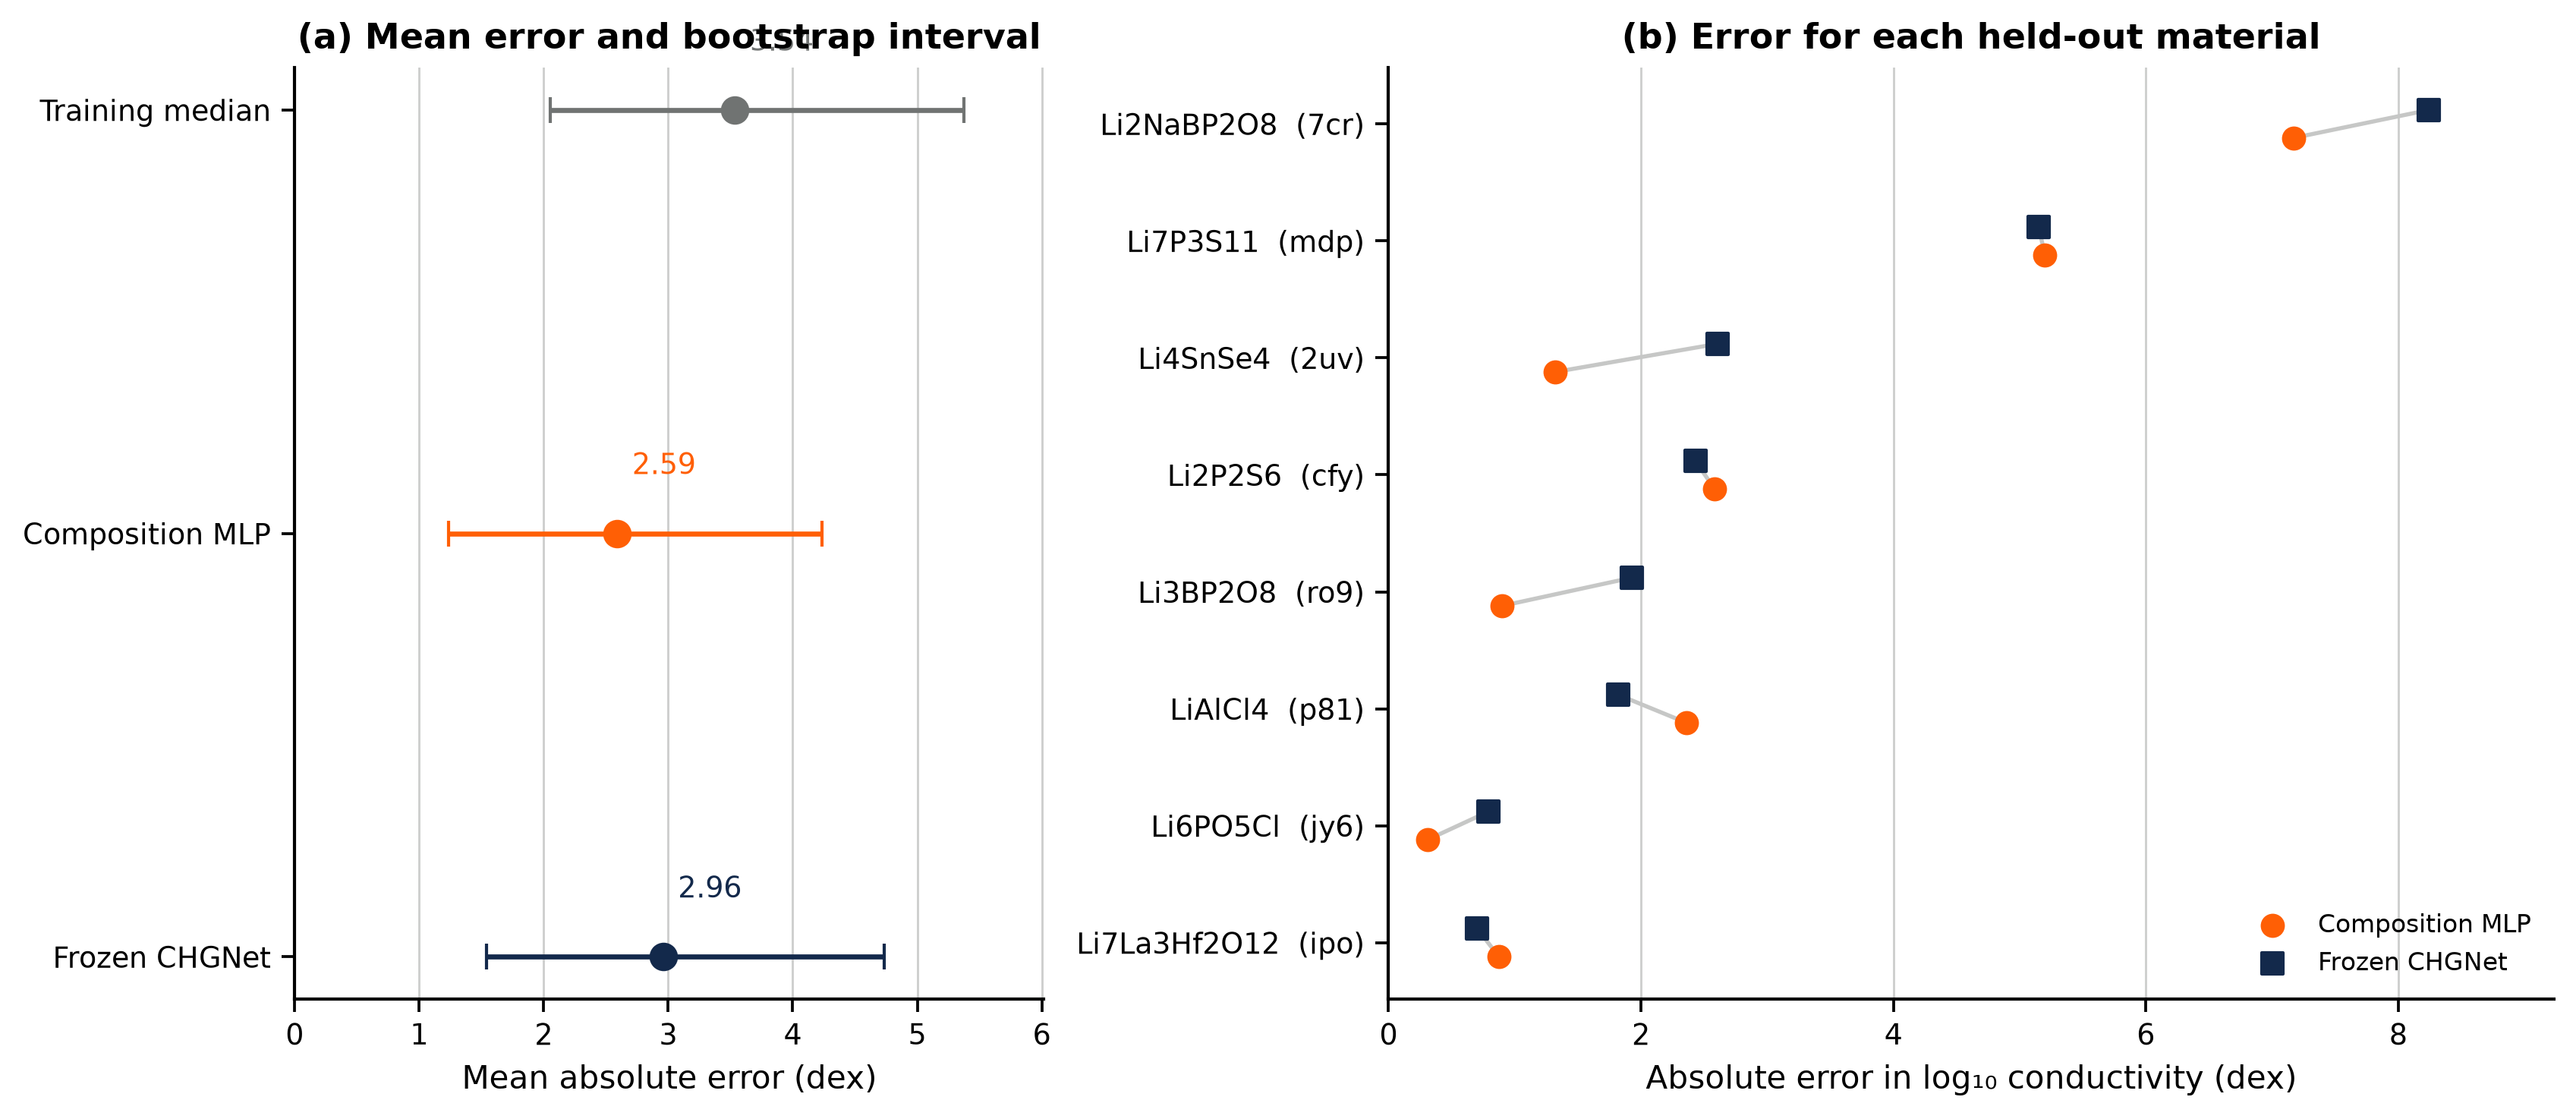 (a) Mean error and bootstrap interval
Training median
Composition MLP
Frozen CHGNet
2.59
2.96
0 1 2 3 4 5 6
Mean absolute error (dex)
(b) Error for each held-out material
Li2NaBP2O8 (7cr)
Li7P3S11 (mdp)
Li4SnSe4 (2uv)
Li2P2S6 (cfy)
Li3BP2O8 (ro9)
LiAlCl4 (p81)
Li6PO5Cl (jy6)
Li7La3Hf2O12 (ipo)
Composition MLP
Frozen CHGNet
0 2 4 6 8
Absolute error in log₁₀ conductivity (dex)